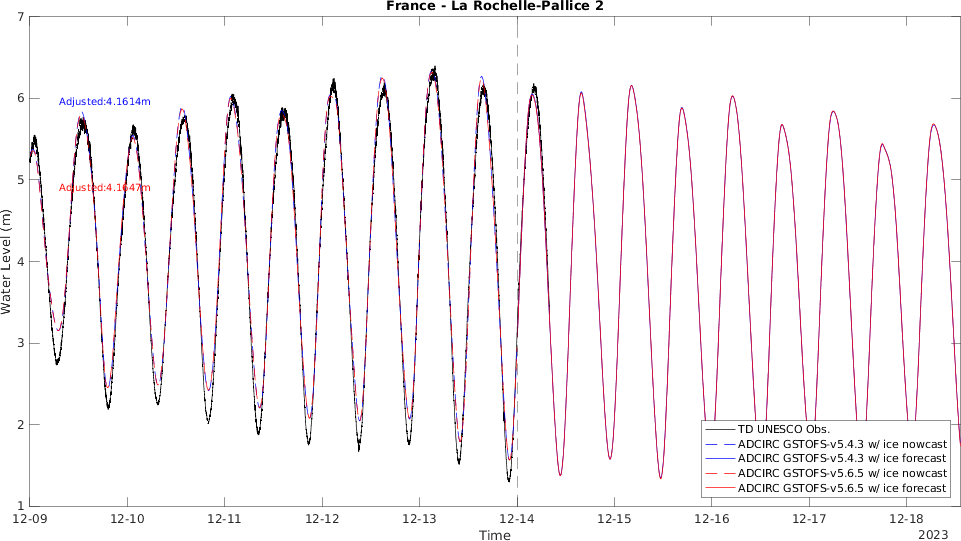 France - La Rochelle-Pallice 2
7
6
5
4
3
2
1
Water Level (m)
Adjusted:4.1614m
Adjusted:4.1647m
TD UNESCO Obs.
ADCIRC GSTOFS-v5.4.3 w/ ice nowcast
ADCIRC GSTOFS-v5.4.3 w/ ice forecast
ADCIRC GSTOFS-v5.6.5 w/ ice nowcast
ADCIRC GSTOFS-v5.6.5 w/ ice forecast
12-09 12-10 12-11 12-12 12-13 12-14 12-15 12-16 12-17 12-18
Time
2023